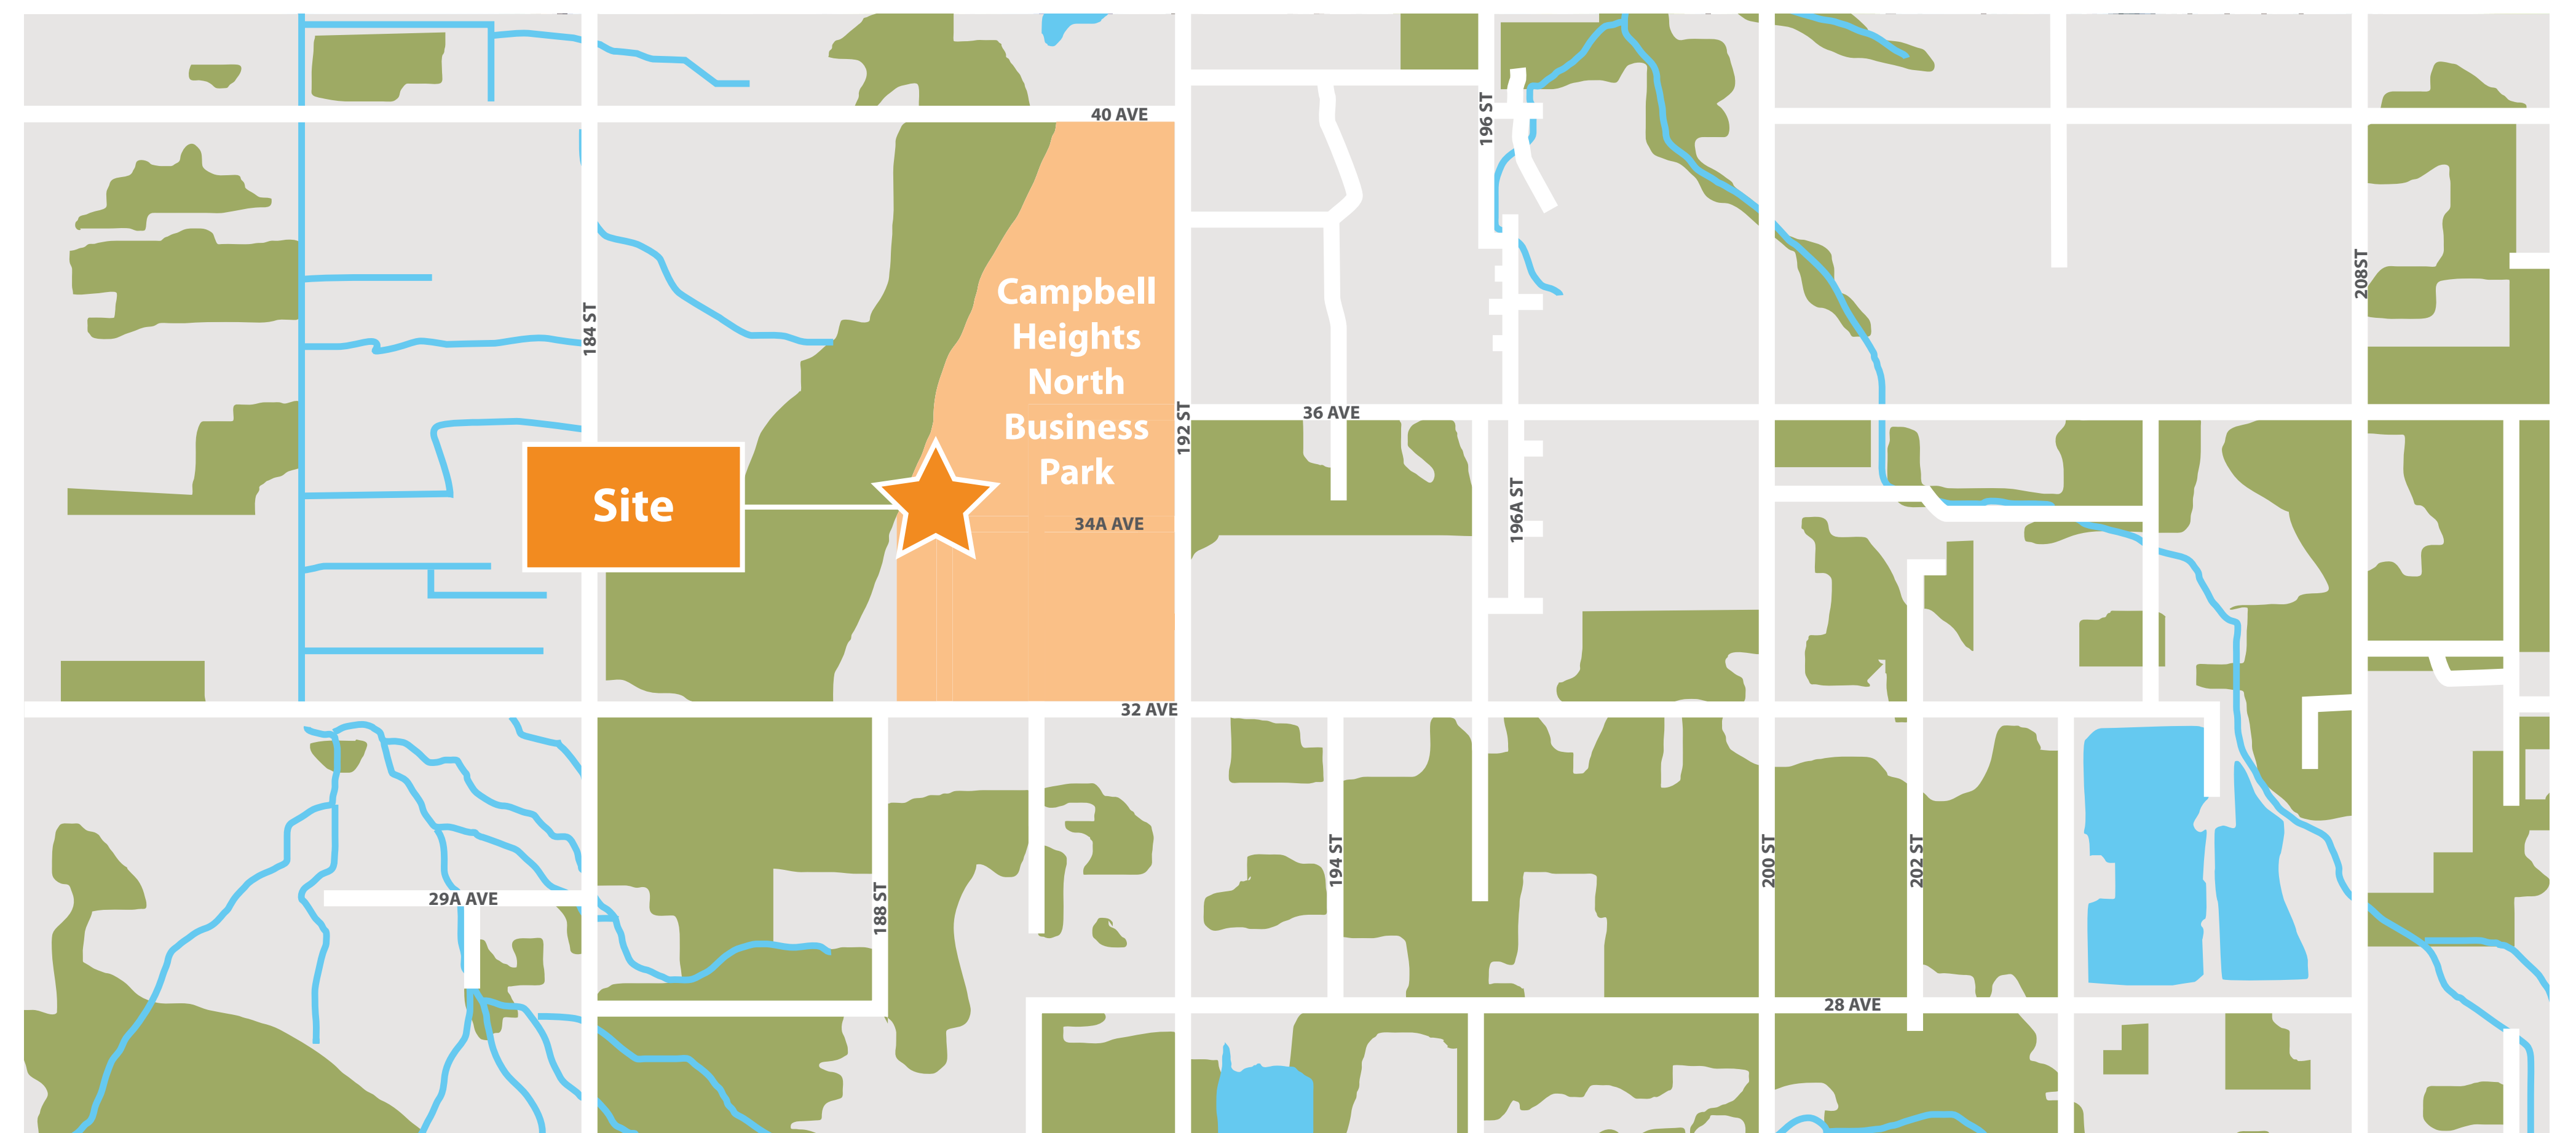 40 AVE
196 ST
Campbell
Heights
North
Business
Park
184 ST
208ST
192 ST
36 AVE
Site
34A AVE
196A ST
32 AVE
194 ST
200 ST
202 ST
29A AVE
188 ST
28 AVE